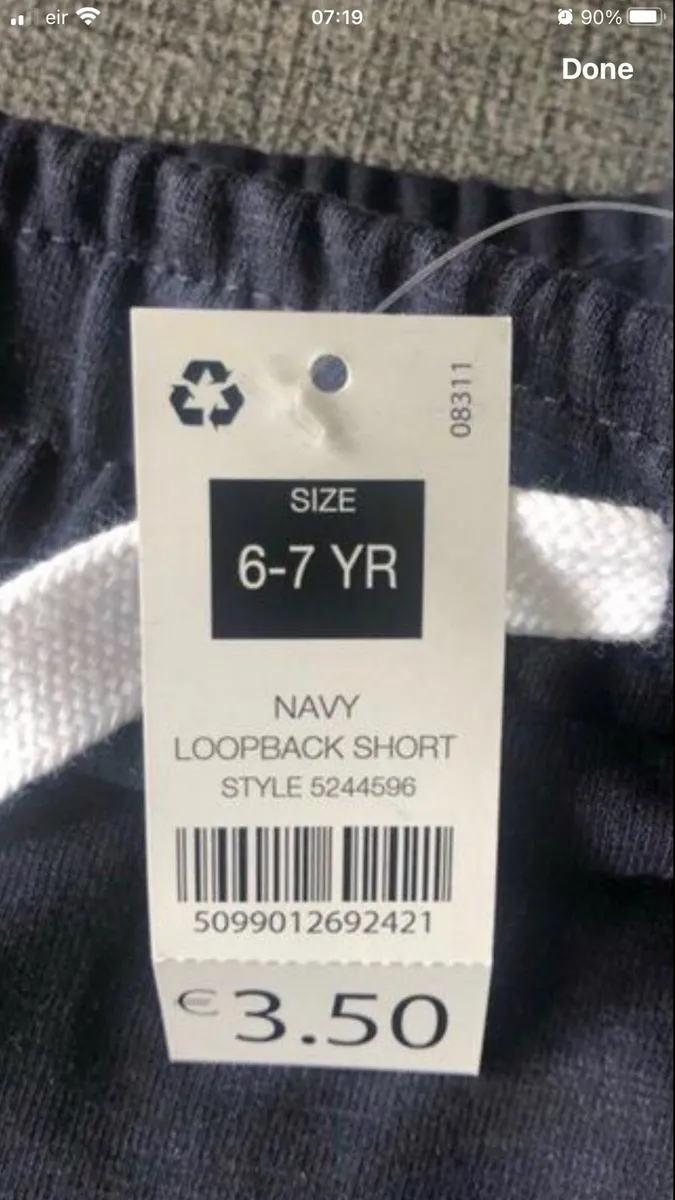 eir 07:19 90%
Done
08311
SIZE
6-7 YR
NAVY
LOOPBACK SHORT
STYLE 5244596
5099012692421
€3.50